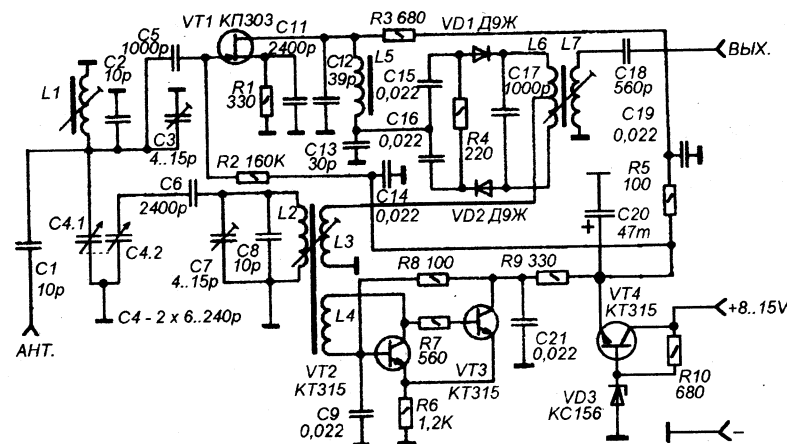 VT1 КП303
C5
1000p
C11
2400p
R3 680
VD1 Д9Ж
L6
L7
ВЫХ.
C2
10p
L1
C12
39p
L5
C15
0,022
C17
1000p
C18
560p
R1
330
C3
4..15p
C16
0,022
R4
220
C19
0,022
C13
30p
R2 160K
C14
0,022
VD2 Д9Ж
R5
100
C6
2400p
L2
L3
C20
+
47m
C4.1
C4.2
C7
4..15p
C8
10p
C1
10p
R8 100
R9 330
VT4
КТ315
+8..15V
C4 - 2 x 6..240p
АНТ.
L4
R7
560
C21
0,022
VT2
КТ315
VT3
КТ315
R10
680
VD3
КС156
C9
0,022
R6
1,2K
–